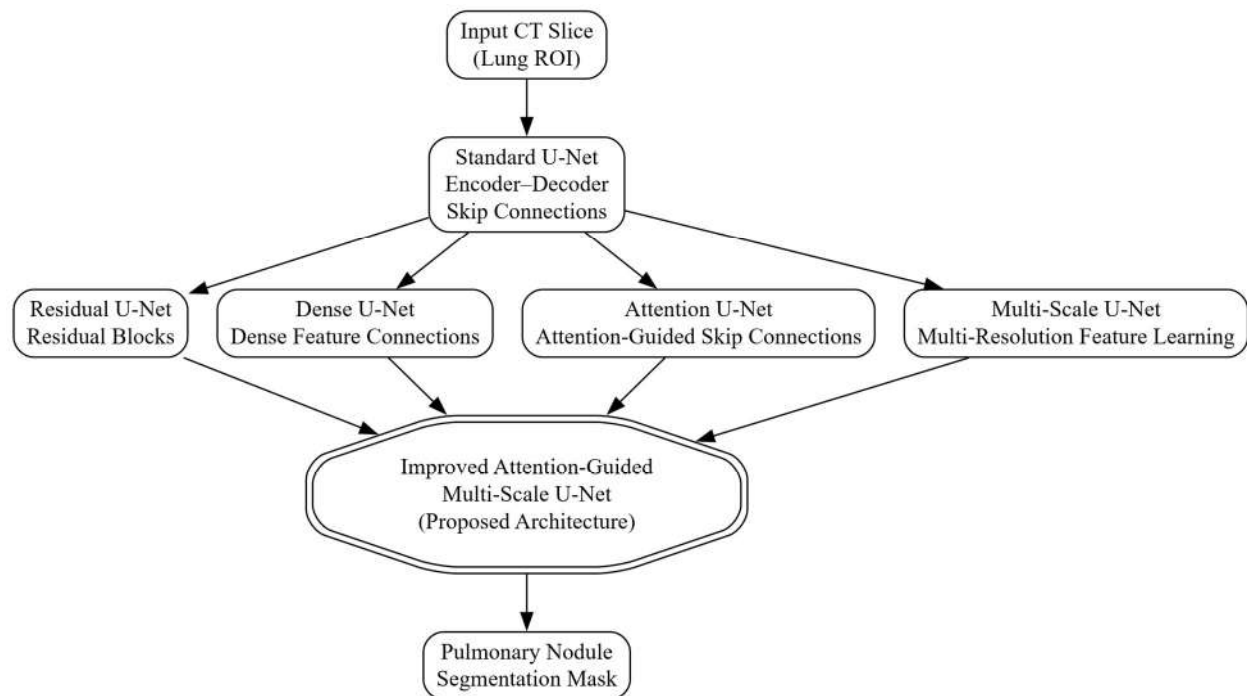 Input CT Slice
(Lung ROI)
Standard U-Net
Encoder–Decoder
Skip Connections
Residual U-Net
Residual Blocks
Dense U-Net
Dense Feature Connections
Attention U-Net
Attention-Guided Skip Connections
Multi-Scale U-Net
Multi-Resolution Feature Learning
Improved Attention-Guided
Multi-Scale U-Net
(Proposed Architecture)
Pulmonary Nodule
Segmentation Mask